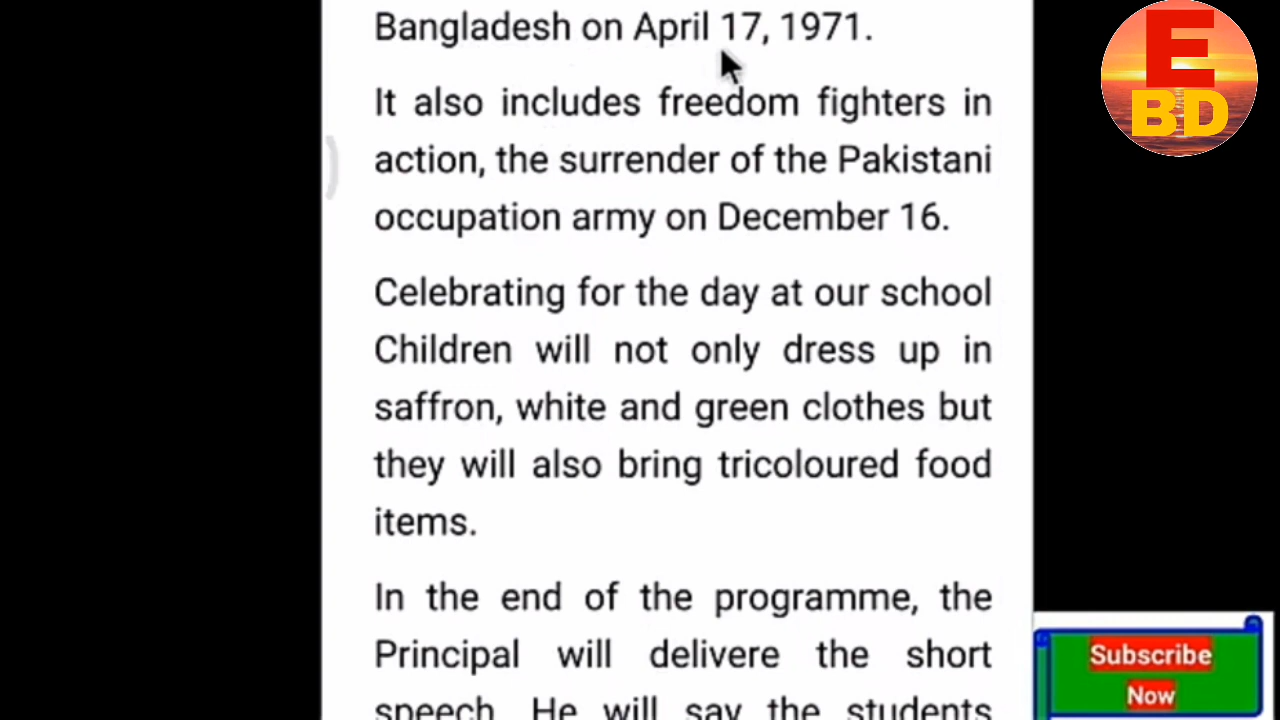 Bangladesh on April 17, 1971.
It also includes freedom fighters in
action, the surrender of the Pakistani
occupation army on December 16.
Celebrating for the day at our school
Children will not only dress up in
saffron, white and green clothes but
they will also bring tricoloured food
items.
In the end of the programme, the
Principal will delivere the short
speech. He will say the students
E
BD
Subscribe
Now